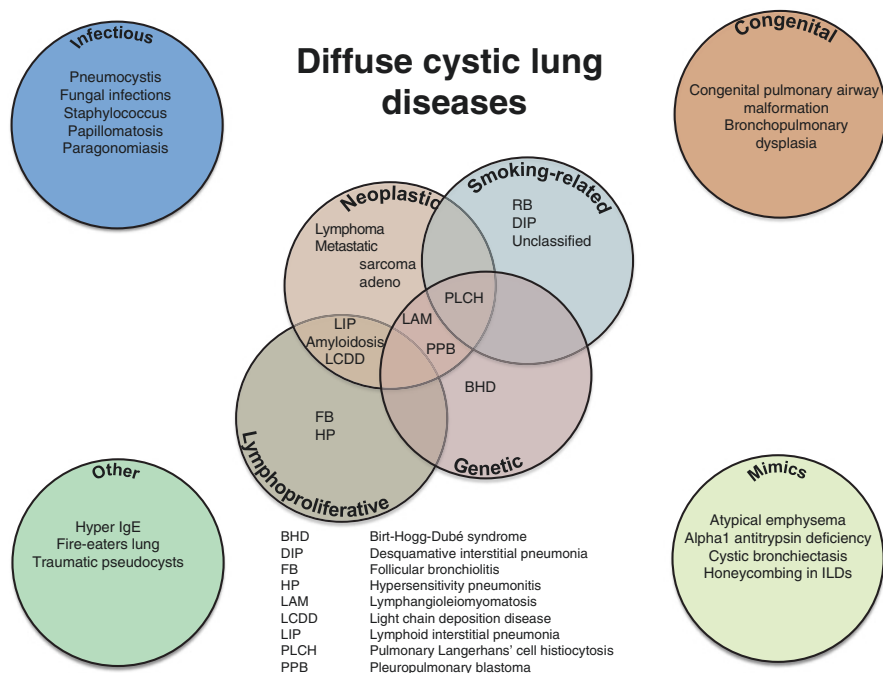 Diffuse cystic lung
diseases
Infectious
Pneumocystis
Fungal infections
Staphylococcus
Papillomatosis
Paragonomiasis
Congenital
Congenital pulmonary airway
malformation
Bronchopulmonary
dysplasia
Neoplastic
Lymphoma
Metastatic
sarcoma
adeno
Smoking-related
RB
DIP
Unclassified
PLCH
LAM
PPB
LIP
Amyloidosis
LCDD
BHD
Genetic
FB
HP
Lymphoproliferative
Other
Hyper IgE
Fire-eaters lung
Traumatic pseudocysts
Mimics
Atypical emphysema
Alpha1 antitrypsin deficiency
Cystic bronchiectasis
Honeycombing in ILDs
BHD Birt-Hogg-Dubé syndrome
DIP Desquamative interstitial pneumonia
FB Follicular bronchiolitis
HP Hypersensitivity pneumonitis
LAM Lymphangioleiomyomatosis
LCDD Light chain deposition disease
LIP Lymphoid interstitial pneumonia
PLCH Pulmonary Langerhans' cell histiocytosis
PPB Pleuropulmonary blastoma